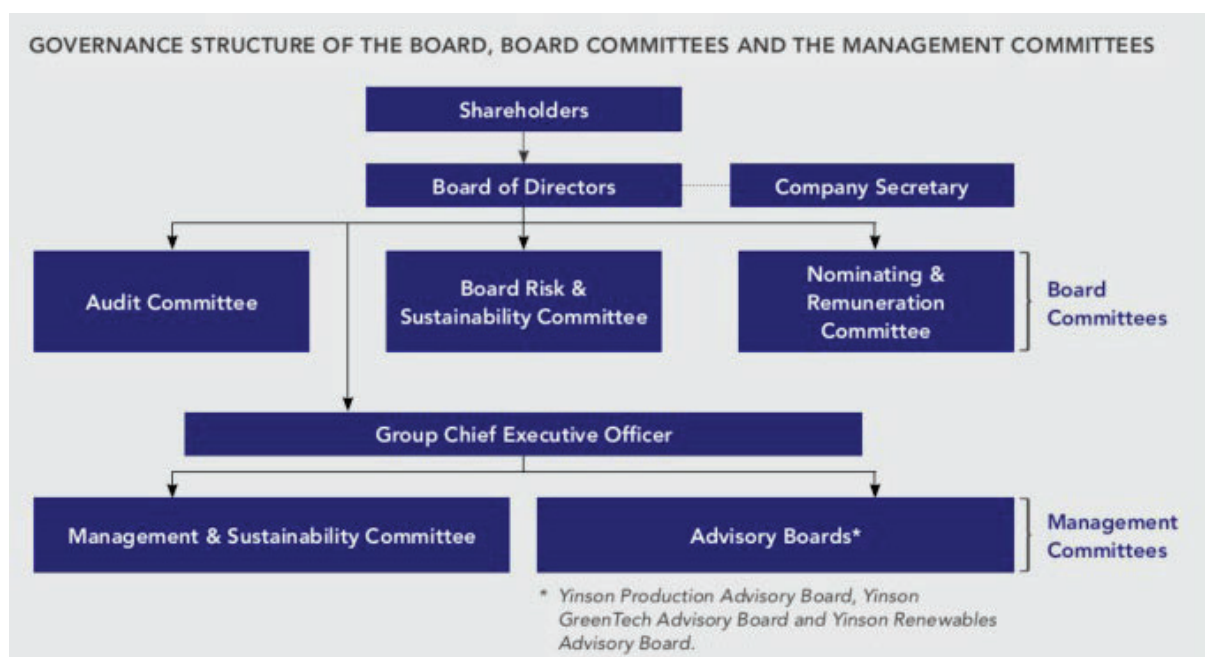 GOVERNANCE STRUCTURE OF THE BOARD, BOARD COMMITTEES AND THE MANAGEMENT COMMITTEES
Shareholders
Board of Directors
Company Secretary
Audit Committee
Board Risk &
Sustainability Committee
Nominating &
Remuneration
Committee
Board
Committees
Group Chief Executive Officer
Management & Sustainability Committee
Advisory Boards*
Management
Committees
* Yinson Production Advisory Board, Yinson
GreenTech Advisory Board and Yinson Renewables
Advisory Board.